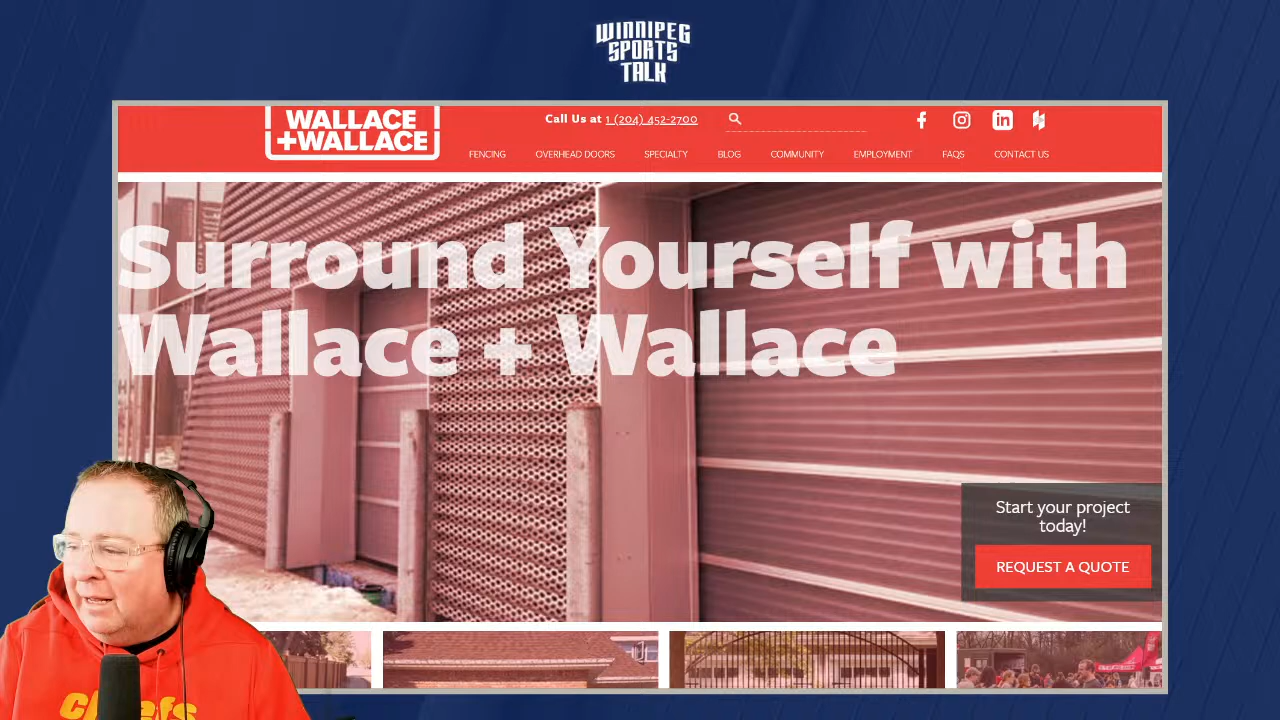 WINNIPEG
SPORTS
TALK
WALLACE
+WALLACE
Call Us at 1 (204) 452-2700
FENCING OVERHEAD DOORS SPECIALTY BLOG COMMUNITY EMPLOYMENT FAQS CONTACT US
Surround Yourself with
Wallace + Wallace
Start your project
today!
REQUEST A QUOTE